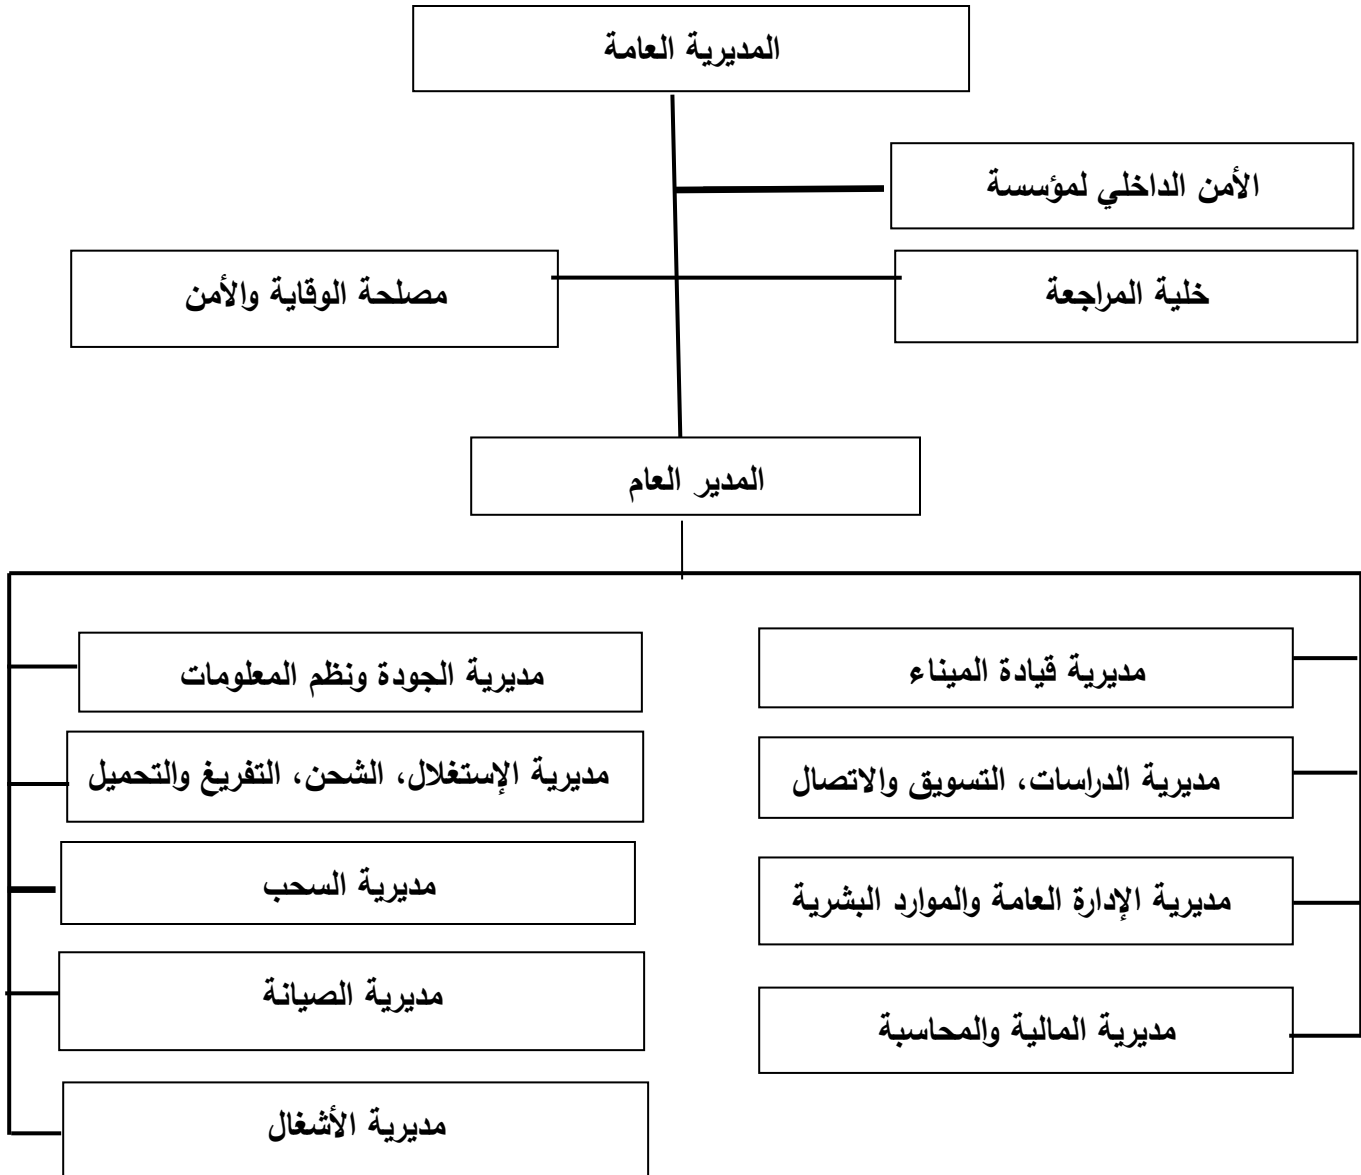 المديرية العامة
الأمن الداخلي لمؤسسة
خلية المراجعة
مصلحة الوقاية والأمن
المدير العام
مديرية قيادة الميناء
مديرية الجودة ونظم المعلومات
مديرية الدراسات، التسويق والاتصال
مديرية الإستغلال، الشحن، التفريغ والتحميل
مديرية الإدارة العامة والموارد البشرية
مديرية السحب
مديرية المالية والمحاسبة
مديرية الصيانة
مديرية الأشغال